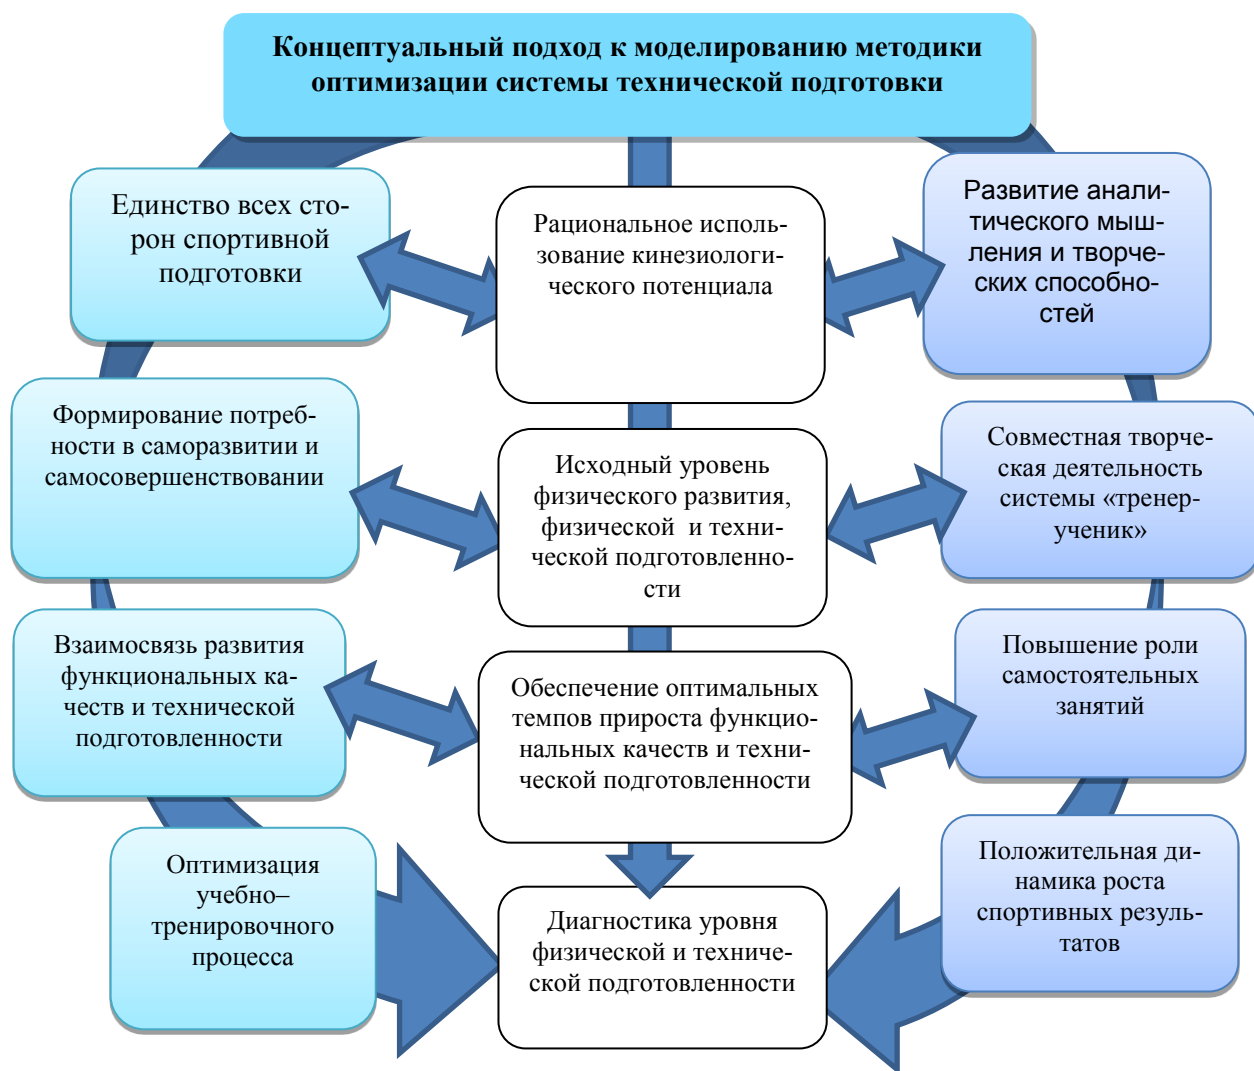 Концептуальный подход к моделированию методики
оптимизации системы технической подготовки
Единство всех сто-
рон спортивной
подготовки
Рациональное исполь-
зование кинезиологи-
ческого потенциала
Развитие анали-
тического мыш-
ления и творче-
ских способно-
стей
Формирование потреб-
ности в саморазвитии и
самосовершенствовании
Исходный уровень
физического развития,
физической и техни-
ческой подготовленно-
сти
Совместная творче-
ская деятельность
системы «тренер-
ученик»
Взаимосвязь развития
функциональных ка-
честв и технической
подготовленности
Обеспечение оптимальных
темпов прироста функцио-
нальных качеств и техни-
ческой подготовленности
Повышение роли
самостоятельных
занятий
Оптимизация
учебно–
тренировочного
процесса
Диагностика уровня
физической и техниче-
ской подготовленности
Положительная ди-
намика роста
спортивных резуль-
татов